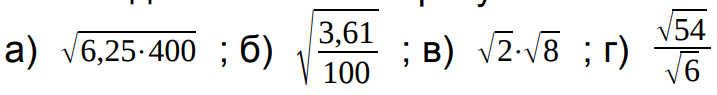 а) √6,25·400 ; б) √3,61/100 ; в) √2·√8 ; г) √54/√6